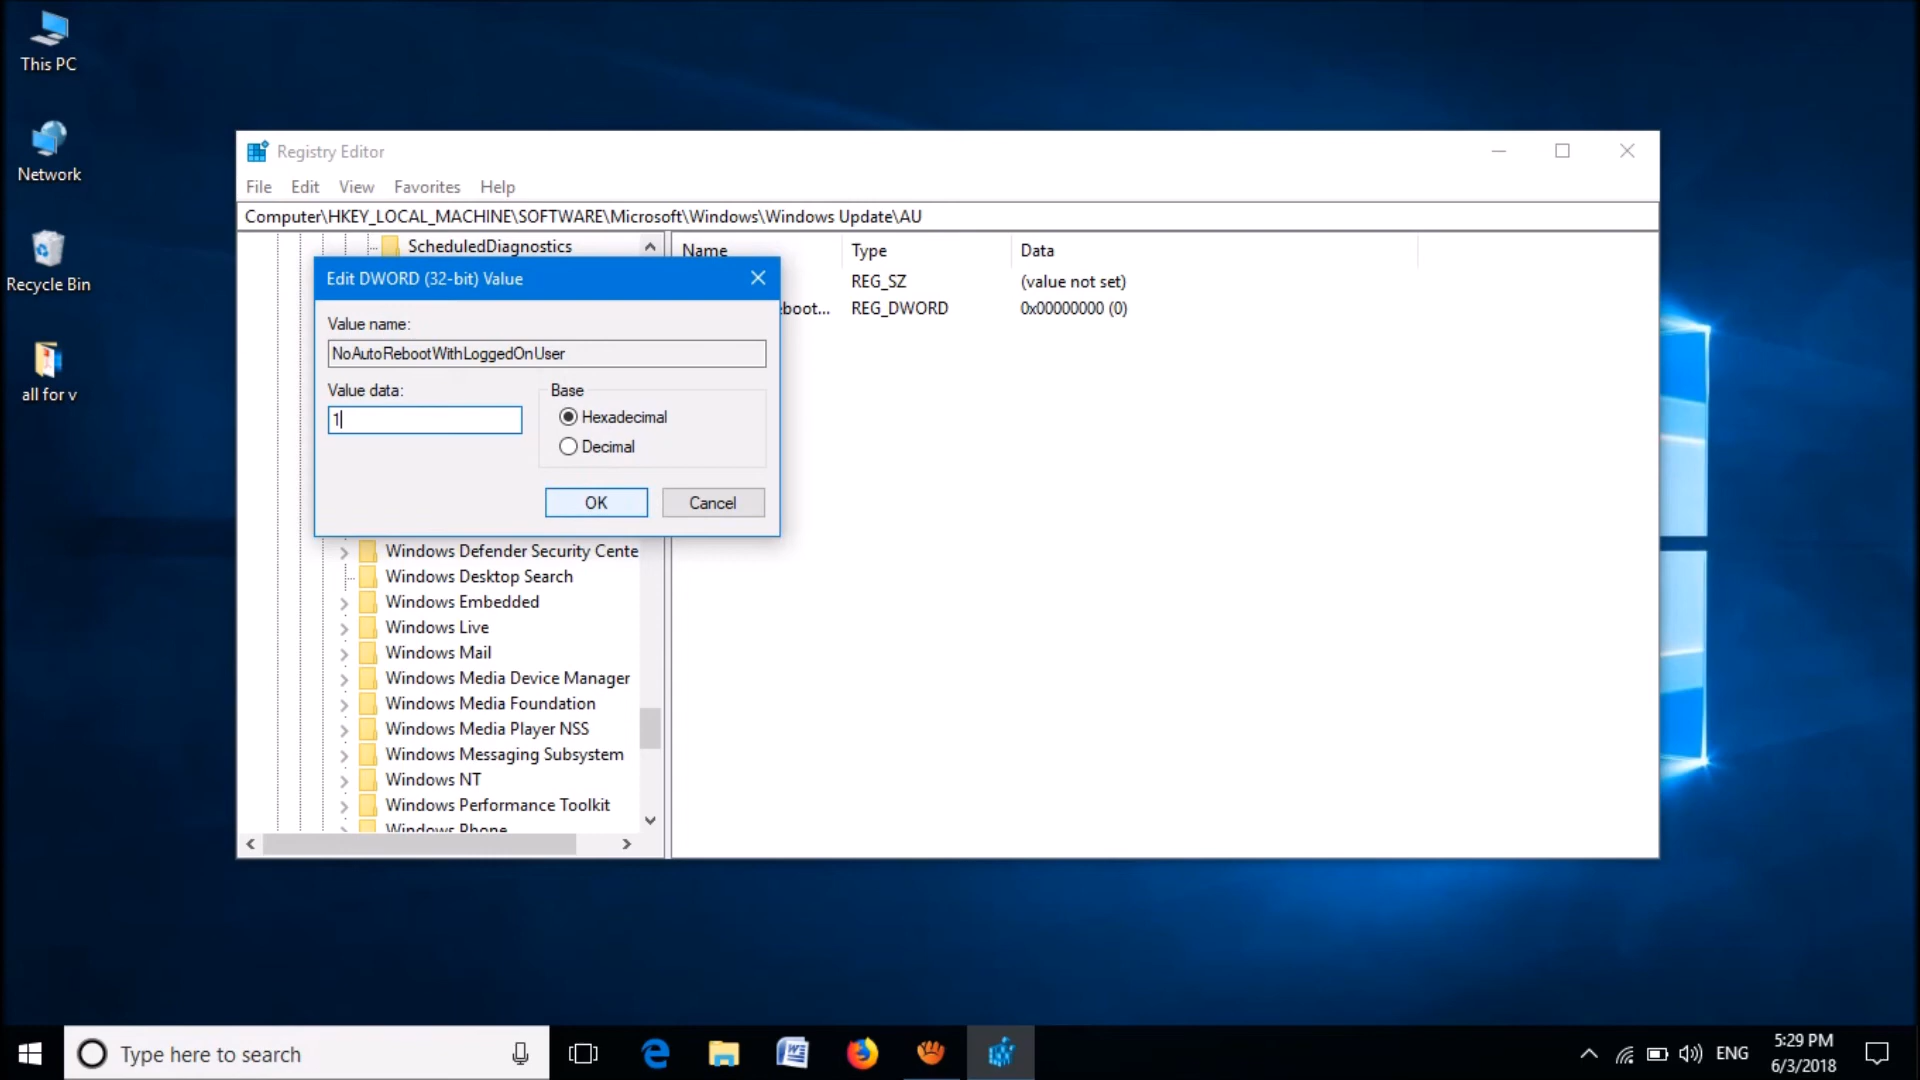 This PC
Network
Recycle Bin
all for v
Registry Editor
File Edit View Favorites Help
Computer\HKEY_LOCAL_MACHINE\SOFTWARE\Microsoft\Windows\Windows Update\AU
ScheduledDiagnostics
Name Type Data
REG_SZ (value not set)
boot... REG_DWORD 0x00000000 (0)
Edit DWORD (32-bit) Value
Value name:
NoAutoRebootWithLoggedOnUser
Value data:
1
Base
Hexadecimal
Decimal
OK Cancel
Windows Defender Security Cente
Windows Desktop Search
Windows Embedded
Windows Live
Windows Mail
Windows Media Device Manager
Windows Media Foundation
Windows Media Player NSS
Windows Messaging Subsystem
Windows NT
Windows Performance Toolkit
Windows Phone
Type here to search
ENG
5:29 PM
6/3/2018